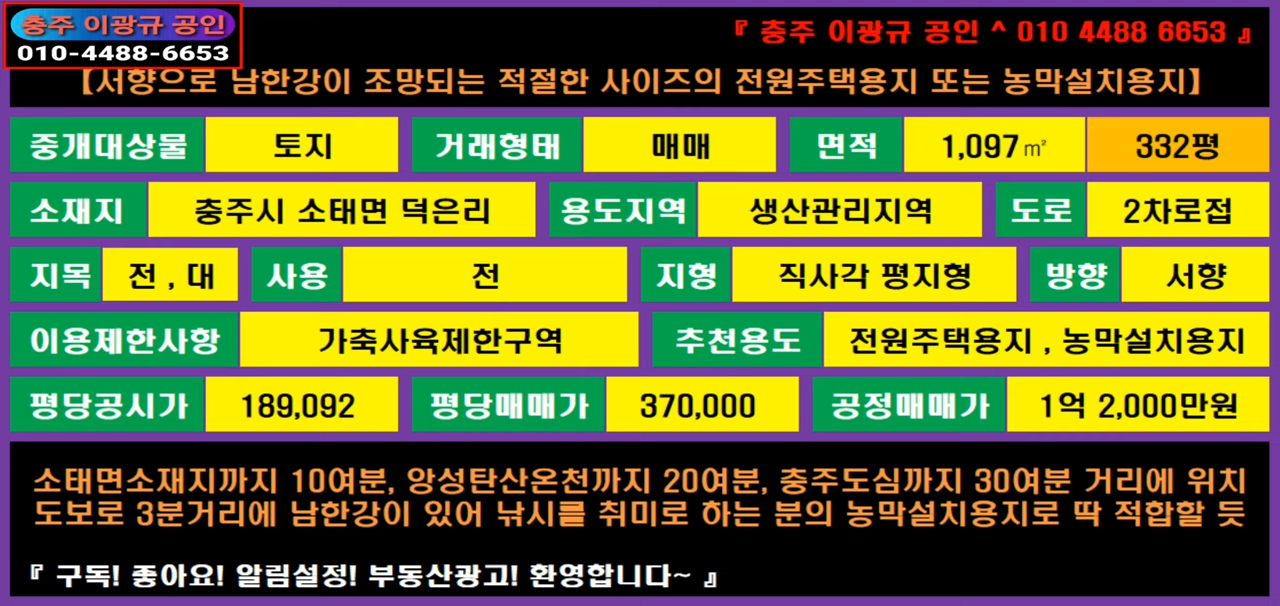 충주 이광규 공인
010-4488-6653
『 충주 이광규 공인 ^ 010 4488 6653 』
【서향으로 남한강이 조망되는 적절한 사이즈의 전원주택용지 또는 농막설치용지】
중개대상물 토지 거래형태 매매 면적 1,097㎡ 332평
소재지 충주시 소태면 덕은리 용도지역 생산관리지역 도로 2차로접
지목 전 , 대 사용 전 지형 직사각 평지형 방향 서향
이용제한사항 가축사육제한구역 추천용도 전원주택용지 , 농막설치용지
평당공시가 189,092 평당매매가 370,000 공정매매가 1억 2,000만원
소태면소재지까지 10여분, 앙성탄산온천까지 20여분, 충주도심까지 30여분 거리에 위치
도보로 3분거리에 남한강이 있어 낚시를 취미로 하는 분의 농막설치용지로 딱 적합할 듯
『 구독! 좋아요! 알림설정! 부동산광고! 환영합니다~ 』